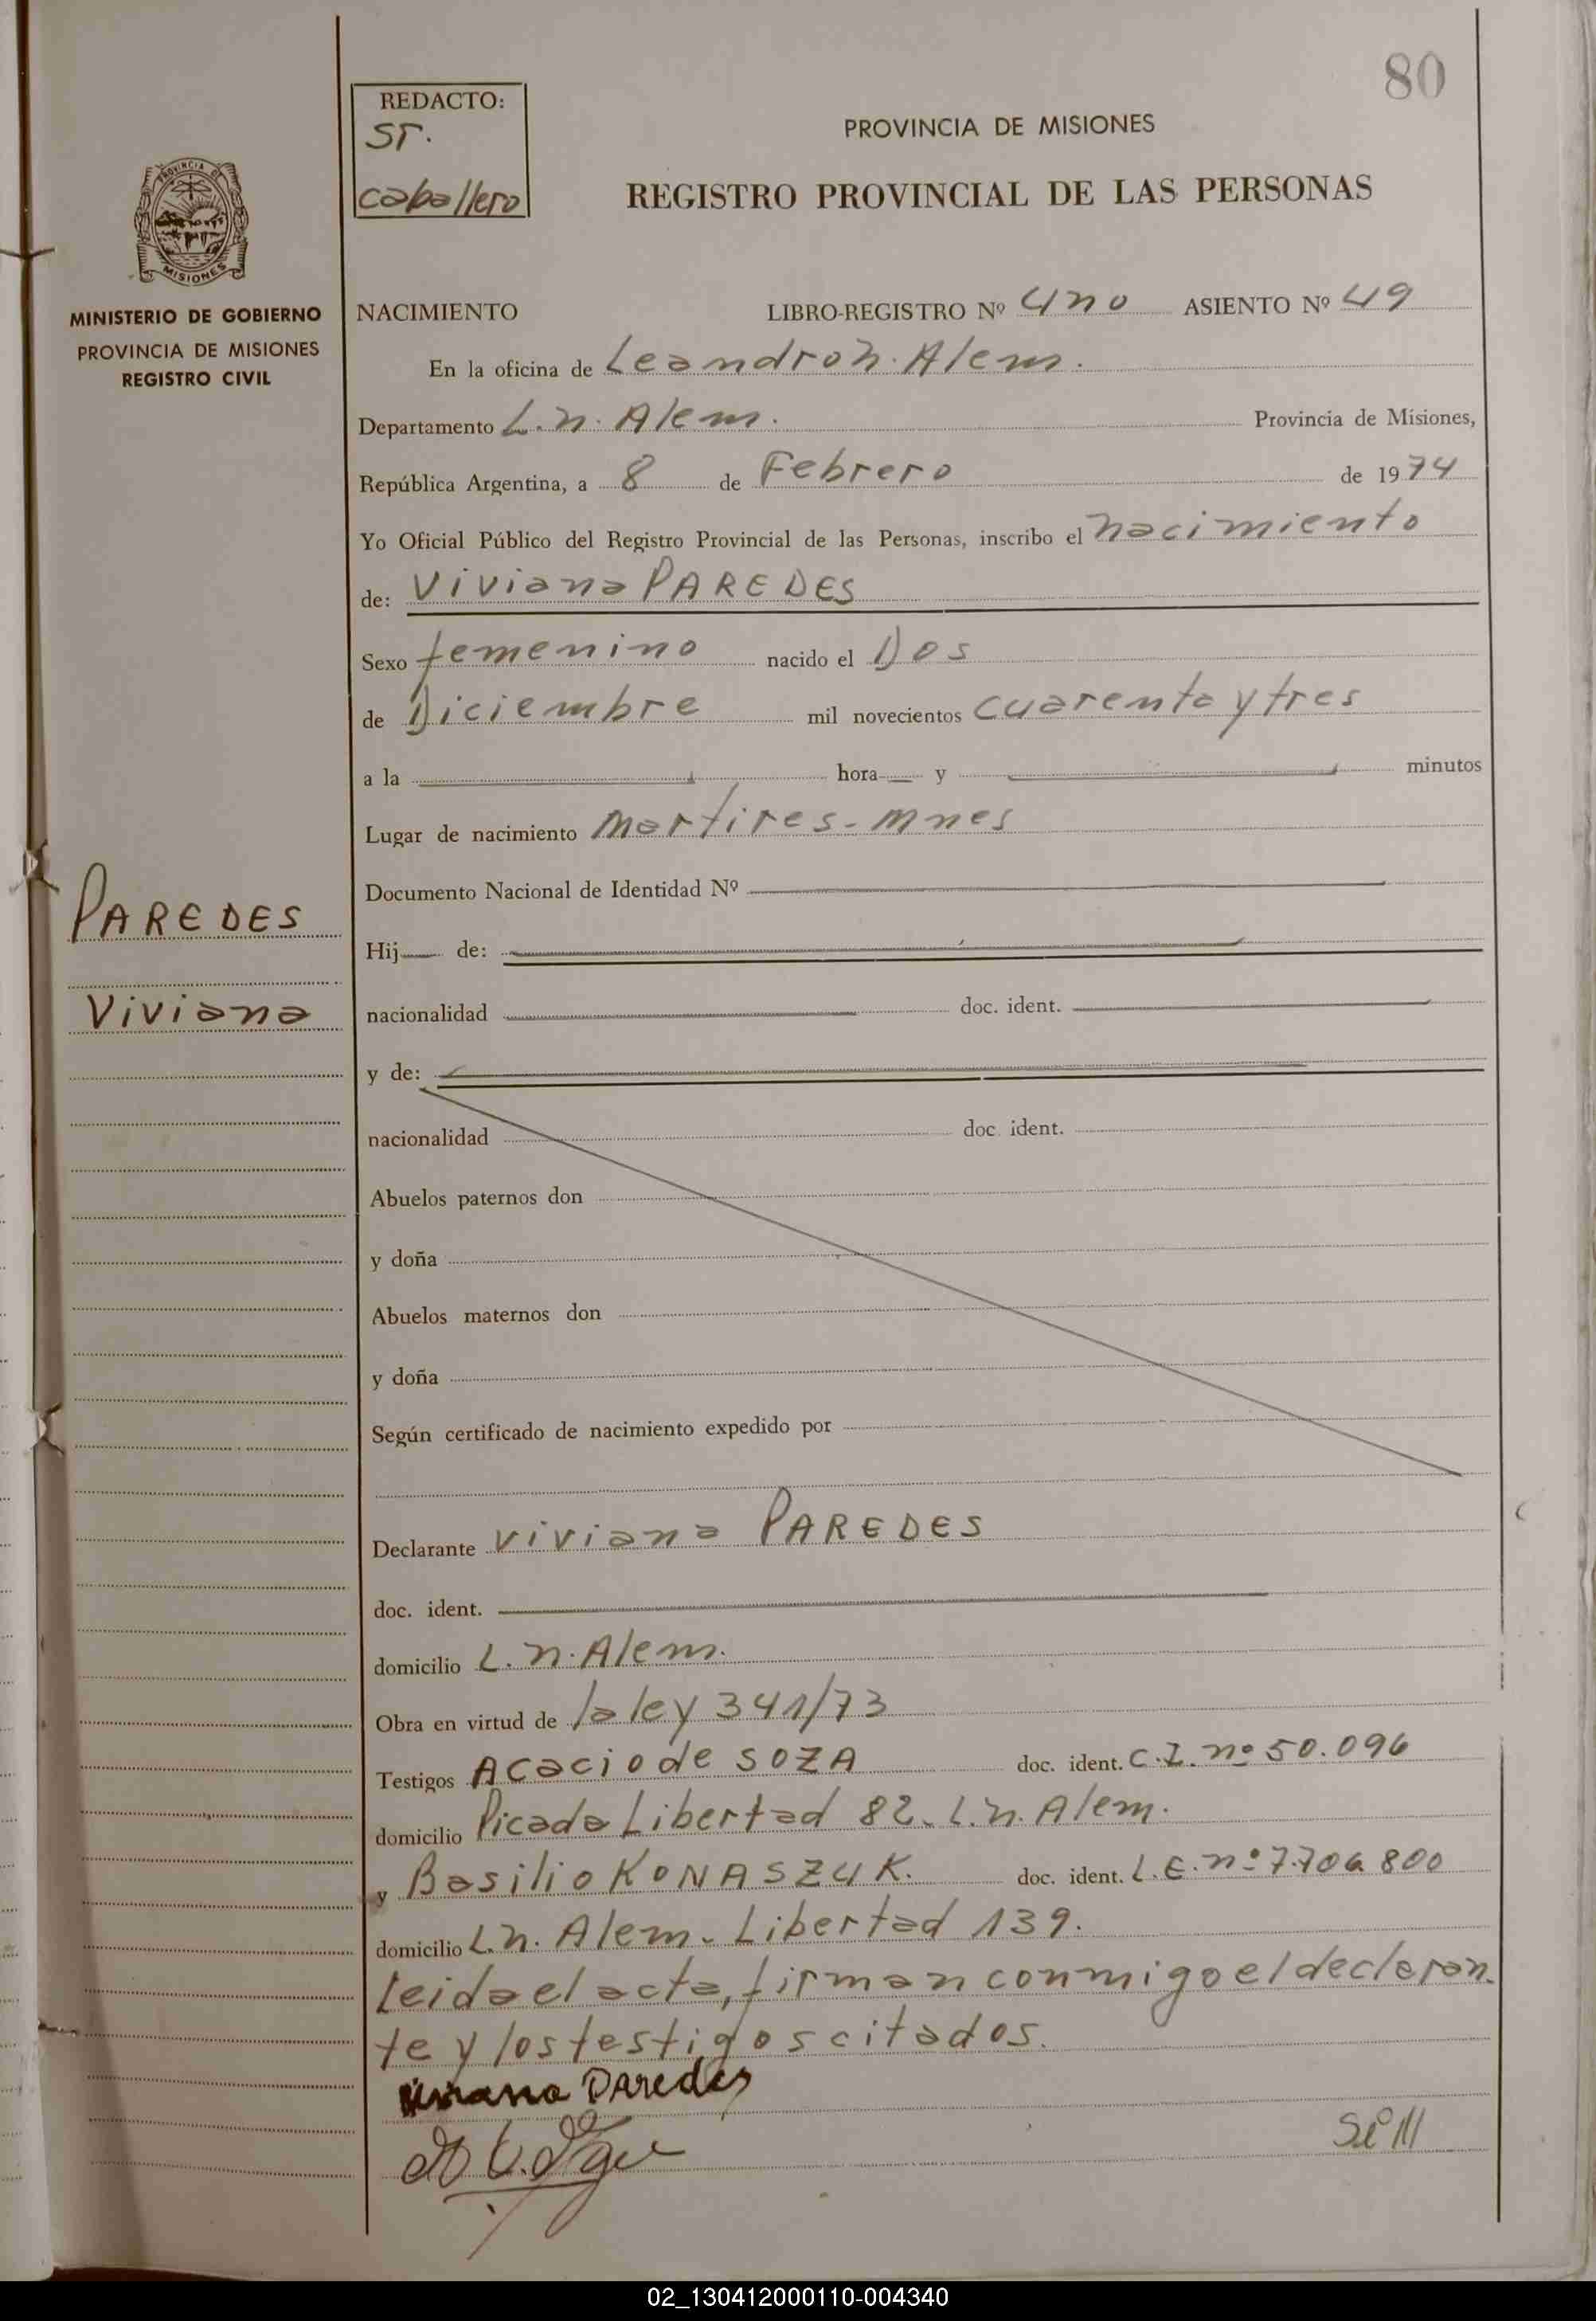 80
REDACTO:
Sr.
caballero
PROVINCIA DE MISIONES
REGISTRO PROVINCIAL DE LAS PERSONAS
PROVINCIA DE
MISIONES
MINISTERIO DE GOBIERNO
PROVINCIA DE MISIONES
REGISTRO CIVIL
NACIMIENTO LIBRO-REGISTRO Nº uno ASIENTO Nº 49
En la oficina de Leandro n. Alem.
Departamento L. n. Alem. Provincia de Misiones,
República Argentina, a 8 de Febrero de 1974
Yo Oficial Público del Registro Provincial de las Personas, inscribo el nacimiento
de: Viviana PAREDES
Sexo femenino nacido el Dos
de Diciembre mil novecientos cuarenta y tres
a la hora y minutos
Lugar de nacimiento Martires - Mnes
Documento Nacional de Identidad Nº
PAREDES
Viviana
Hij de:
nacionalidad doc. ident.
y de:
nacionalidad doc. ident.
Abuelos paternos don
y doña
Abuelos maternos don
y doña
Según certificado de nacimiento expedido por
Declarante Viviana PAREDES
doc. ident.
domicilio L. n. Alem.
Obra en virtud de la ley 341/73
Testigos Acacio de SOZA doc. ident. C.I. nº 50.096
domicilio Picada Libertad 82. L. n. Alem.
y Basilio KONASZUK. doc. ident. L.E. nº 7.706 800
domicilio L. n. Alem. Libertad 139.
Leida el acta, firman conmigo el declaran-
te y los testigos citados.
Viviana Paredes
02_130412000110-004340